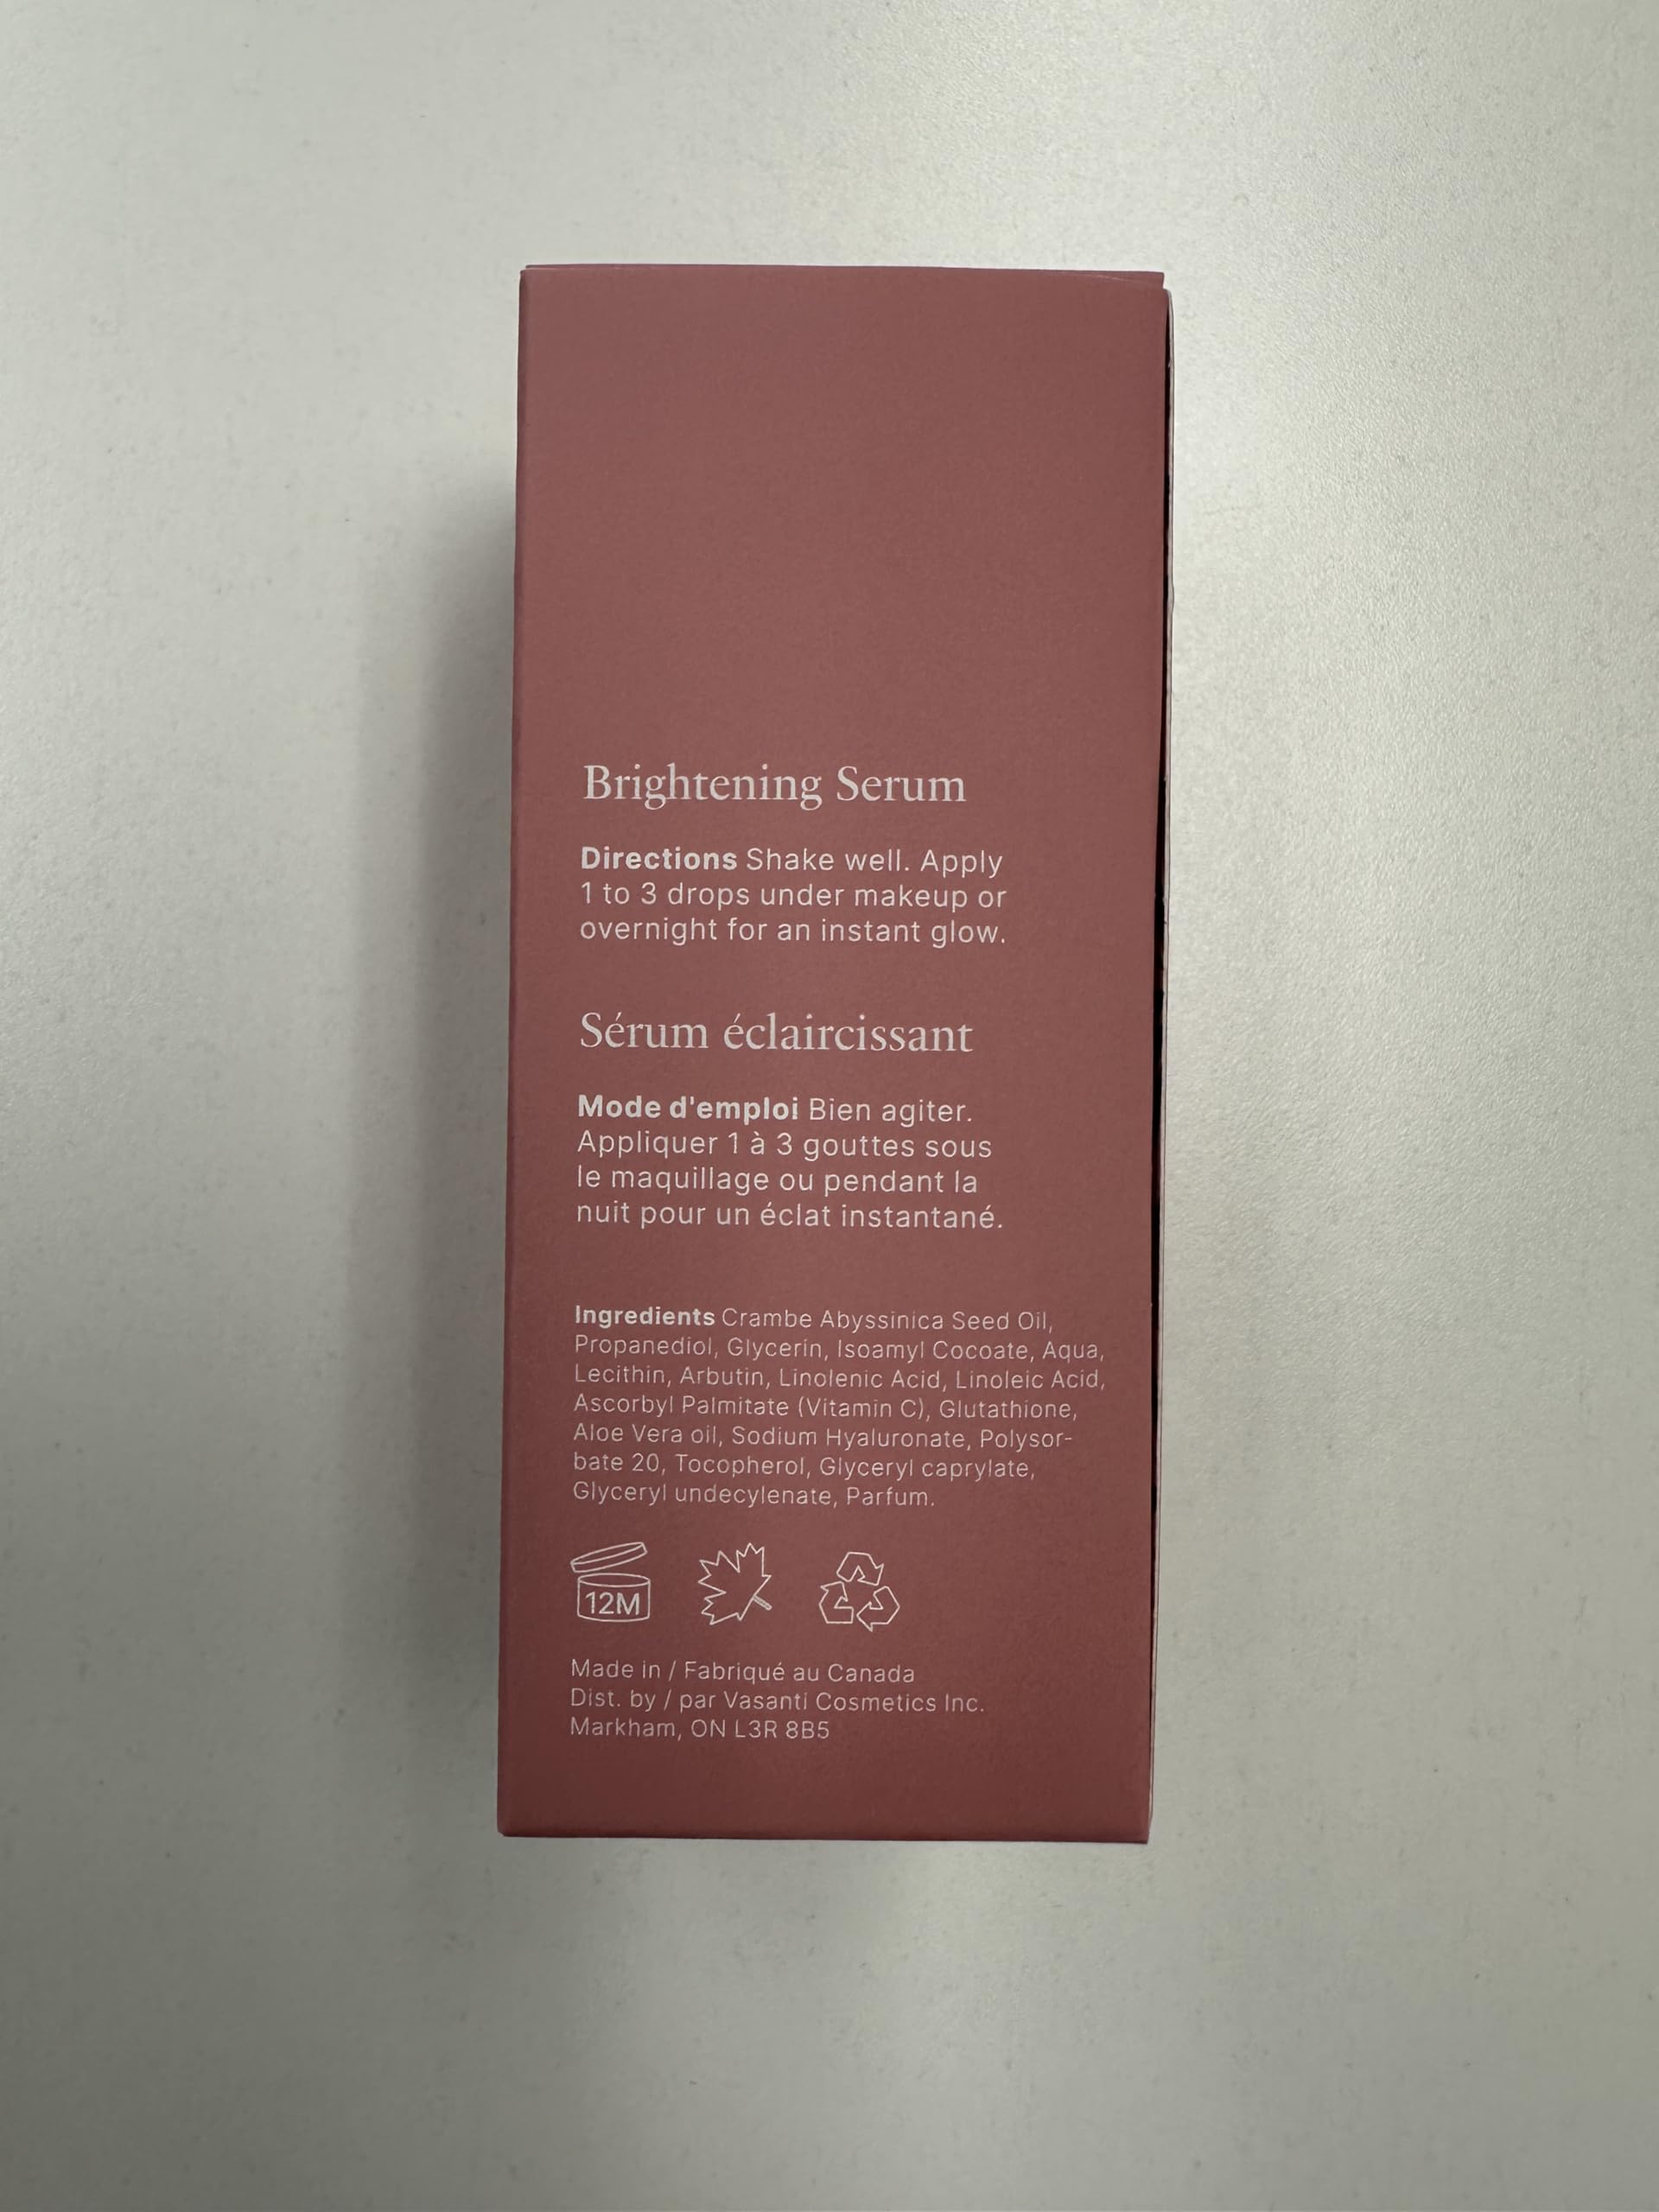 Brightening Serum
Directions Shake well. Apply
1 to 3 drops under makeup or
overnight for an instant glow.
Sérum éclaircissant
Mode d'emploi Bien agiter.
Appliquer 1 à 3 gouttes sous
le maquillage ou pendant la
nuit pour un éclat instantané.
Ingredients Crambe Abyssinica Seed Oil,
Propanediol, Glycerin, Isoamyl Cocoate, Aqua,
Lecithin, Arbutin, Linolenic Acid, Linoleic Acid,
Ascorbyl Palmitate (Vitamin C), Glutathione,
Aloe Vera oil, Sodium Hyaluronate, Polysor-
bate 20, Tocopherol, Glyceryl caprylate,
Glyceryl undecylenate, Parfum.
12M
Made in / Fabriqué au Canada
Dist. by / par Vasanti Cosmetics Inc.
Markham, ON L3R 8B5